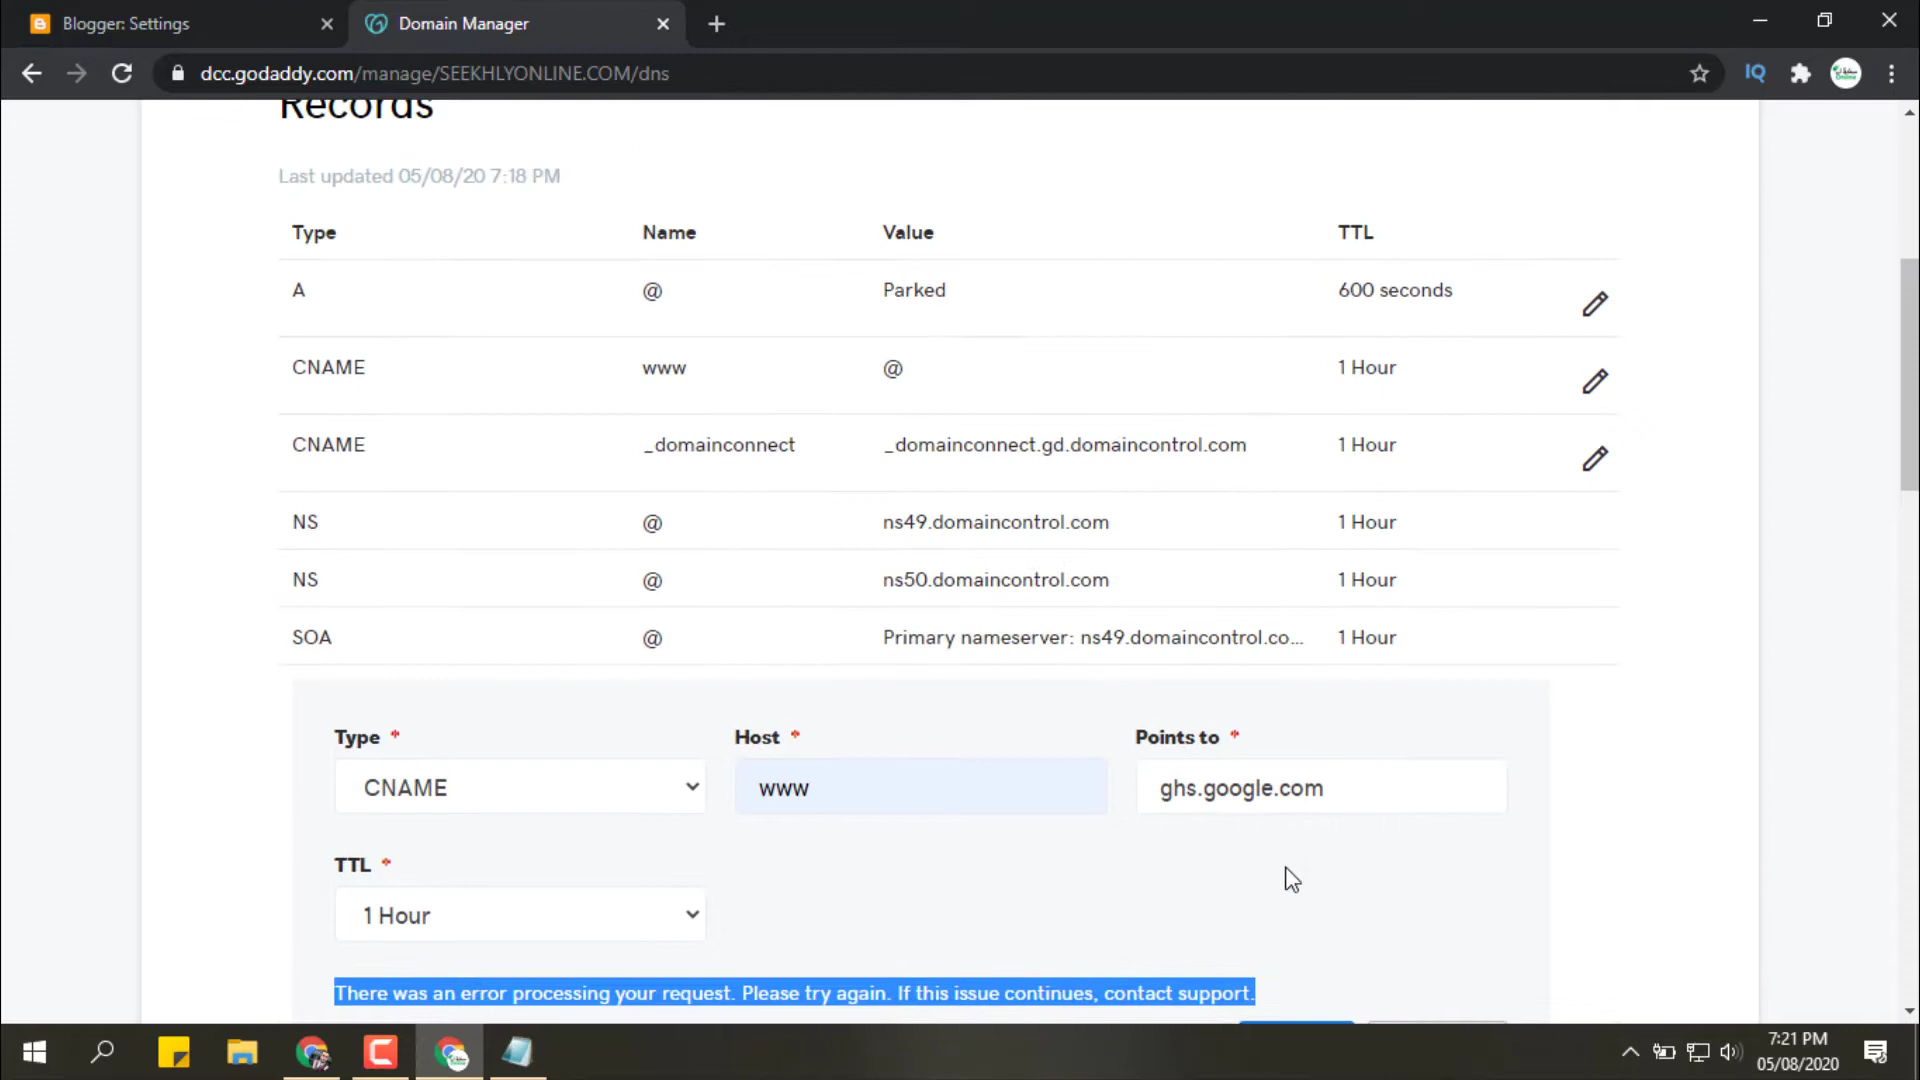 Blogger: Settings
Domain Manager
dcc.godaddy.com/manage/SEEKHLYONLINE.COM/dns
IQ
Records
Last updated 05/08/20 7:18 PM
Type Name Value TTL
A @ Parked 600 seconds
CNAME www @ 1 Hour
CNAME _domainconnect _domainconnect.gd.domaincontrol.com 1 Hour
NS @ ns49.domaincontrol.com 1 Hour
NS @ ns50.domaincontrol.com 1 Hour
SOA @ Primary nameserver: ns49.domaincontrol.co... 1 Hour
Type * Host * Points to *
CNAME www ghs.google.com
TTL *
1 Hour
There was an error processing your request. Please try again. If this issue continues, contact support.
7:21 PM
05/08/2020